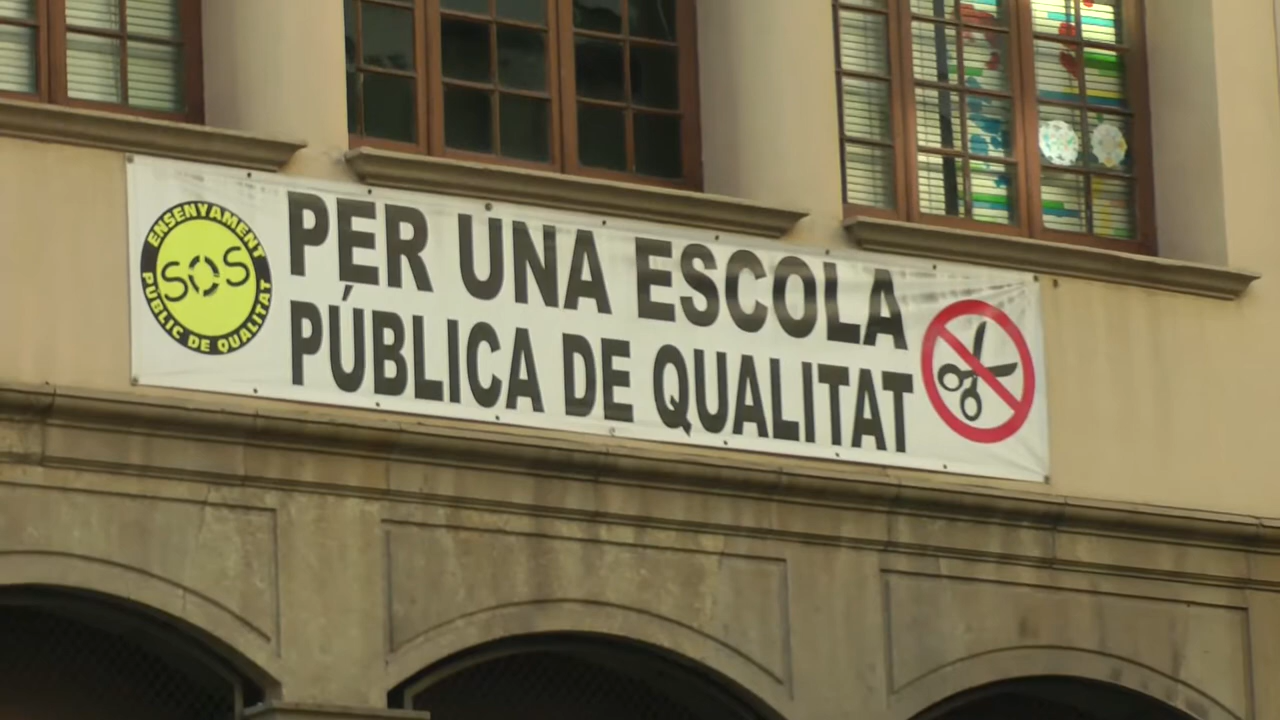 ENSENYAMENT
SOS
PÚBLIC DE QUALITAT
PER UNA ESCOLA
PÚBLICA DE QUALITAT